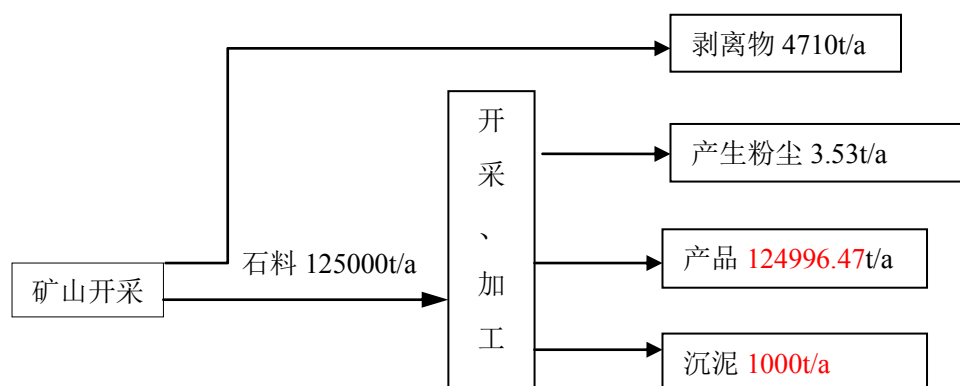 剥离物 4710t/a
开采、加工
产生粉尘 3.53t/a
石料 125000t/a
产品 124996.47t/a
矿山开采
沉泥 1000t/a